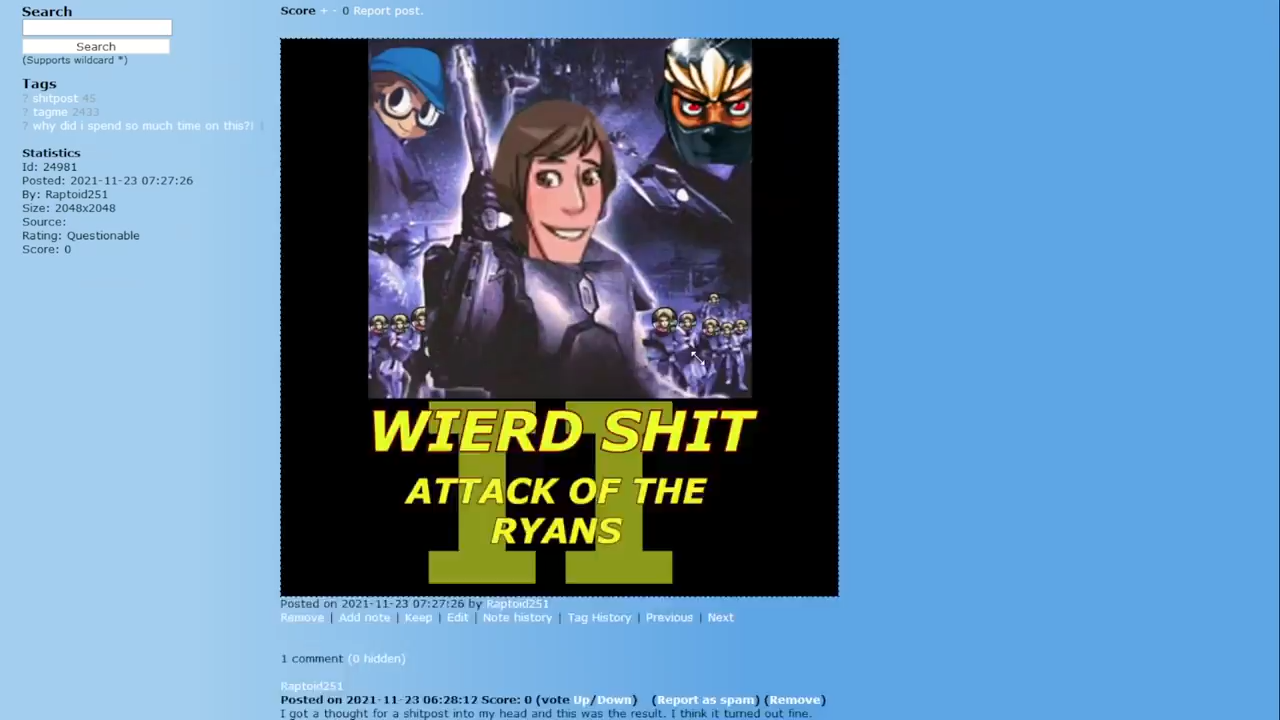 Search
Search
(Supports wildcard *)
Tags
? shitpost 45
? tagme 2433
? why did i spend so much time on this?!
Statistics
Id: 24981
Posted: 2021-11-23 07:27:26
By: Raptoid251
Size: 2048x2048
Source:
Rating: Questionable
Score: 0
Score + - 0 Report post.
WIERD SHIT
II
ATTACK OF THE
RYANS
Posted on 2021-11-23 07:27:26 by Raptoid251
Remove | Add note | Keep | Edit | Note history | Tag History | Previous | Next
1 comment (0 hidden)
Raptoid251
Posted on 2021-11-23 06:28:12 Score: 0 (vote Up/Down) (Report as spam) (Remove)
I got a thought for a shitpost into my head and this was the result. I think it turned out fine.